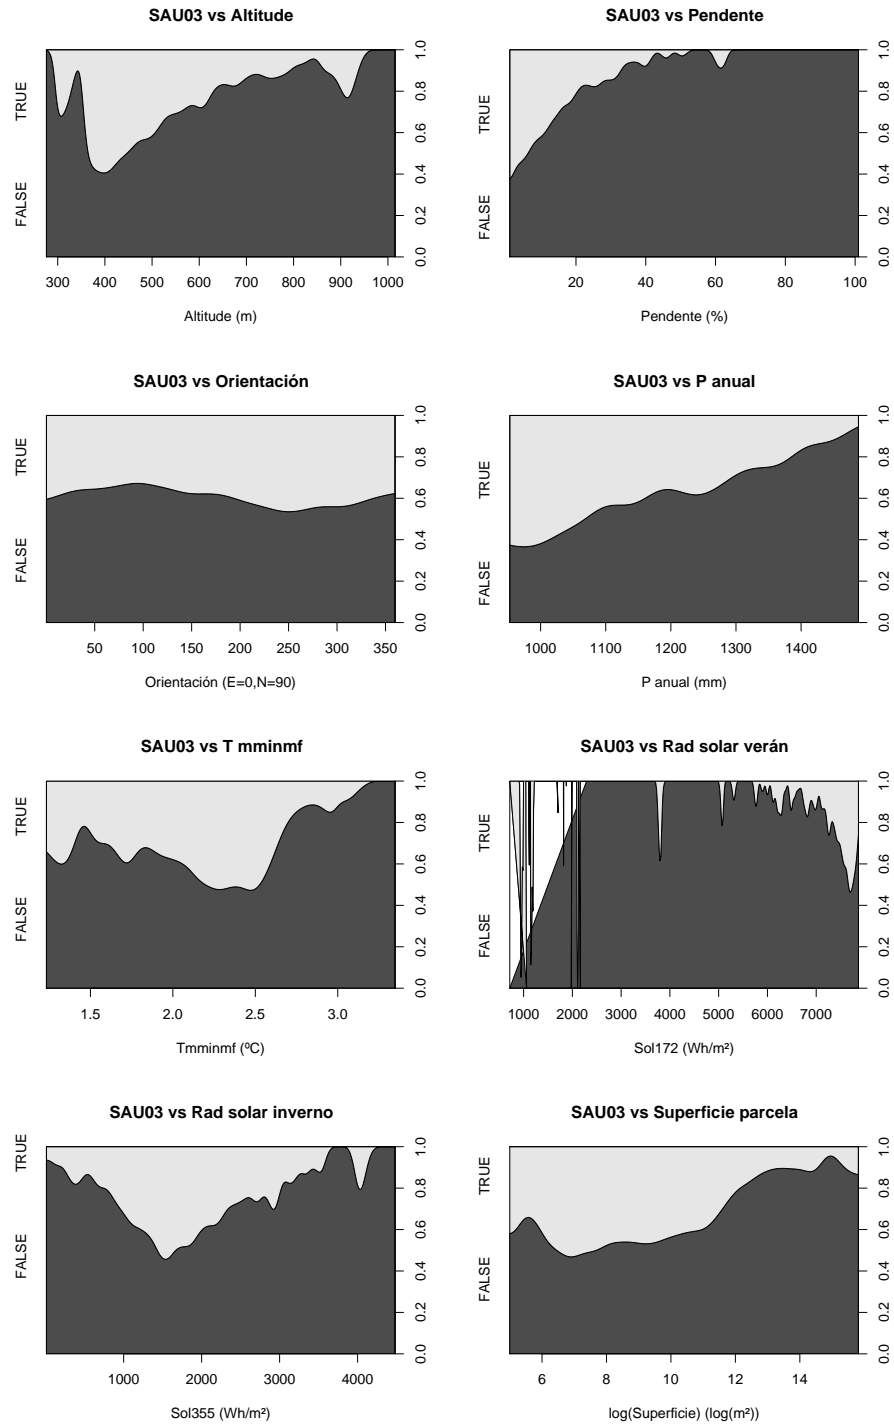 SAU03 vs Altitude
TRUE
FALSE
0.0 0.2 0.4 0.6 0.8 1.0
300 400 500 600 700 800 900 1000
Altitude (m)
SAU03 vs Pendente
TRUE
FALSE
0.0 0.2 0.4 0.6 0.8 1.0
20 40 60 80 100
Pendente (%)
SAU03 vs Orientación
TRUE
FALSE
0.0 0.2 0.4 0.6 0.8 1.0
50 100 150 200 250 300 350
Orientación (E=0,N=90)
SAU03 vs P anual
TRUE
FALSE
0.0 0.2 0.4 0.6 0.8 1.0
1000 1100 1200 1300 1400
P anual (mm)
SAU03 vs T mminmf
TRUE
FALSE
0.0 0.2 0.4 0.6 0.8 1.0
1.5 2.0 2.5 3.0
Tmminmf (ºC)
SAU03 vs Rad solar verán
TRUE
FALSE
0.0 0.2 0.4 0.6 0.8 1.0
1000 2000 3000 4000 5000 6000 7000
Sol172 (Wh/m²)
SAU03 vs Rad solar inverno
TRUE
FALSE
0.0 0.2 0.4 0.6 0.8 1.0
1000 2000 3000 4000
Sol355 (Wh/m²)
SAU03 vs Superficie parcela
TRUE
FALSE
0.0 0.2 0.4 0.6 0.8 1.0
6 8 10 12 14
log(Superficie) (log(m²))